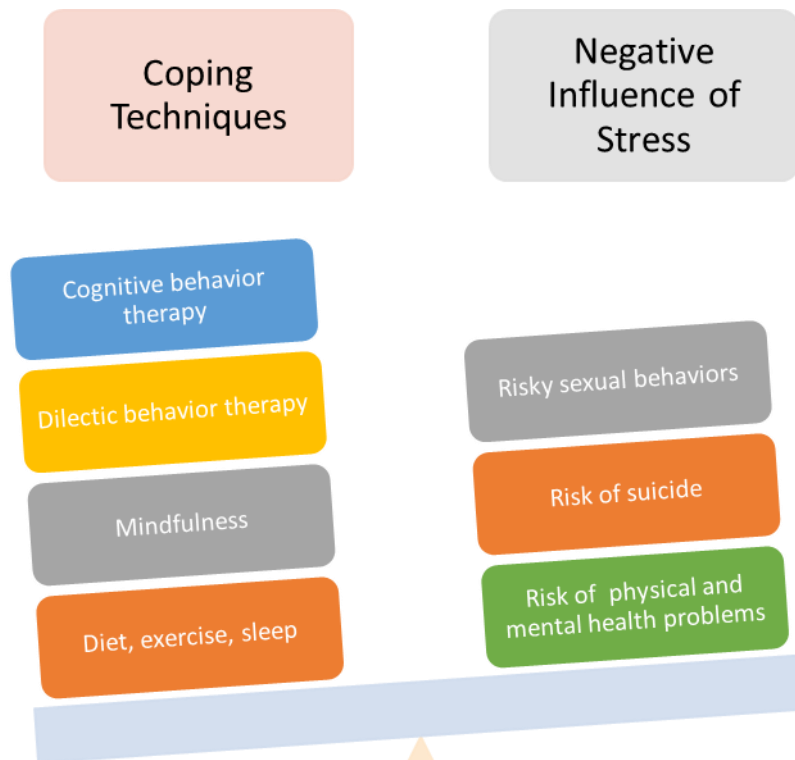 Coping
Techniques
Negative
Influence of
Stress
Cognitive behavior
therapy
Dilectic behavior therapy
Mindfulness
Diet, exercise, sleep
Risky sexual behaviors
Risk of suicide
Risk of  physical and
mental health problems